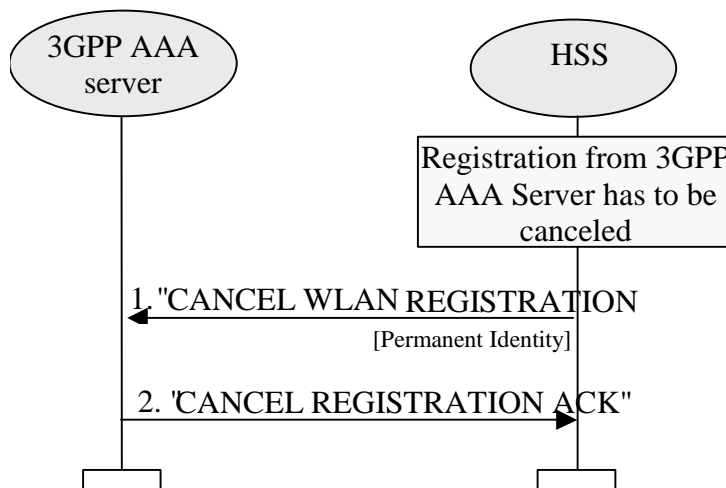 3GPP AAA
server
HSS
Registration from 3GPP
AAA Server has to be
canceled
1. "CANCEL WLAN REGISTRATION
[Permanent Identity]
2. "CANCEL REGISTRATION ACK"